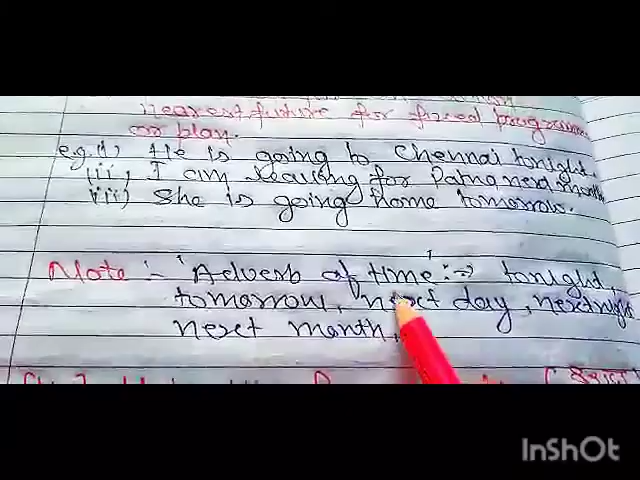 nearest future for fixed programme
or plan.
e.g. i, He is going to Chennai tonight.
ii, I am leaving for Patna next month
iii) She is going home tomorrow.
Note :- 'Adverb of time' :-> tonight,
tomorrow, next day, next night
next month,
InShOt